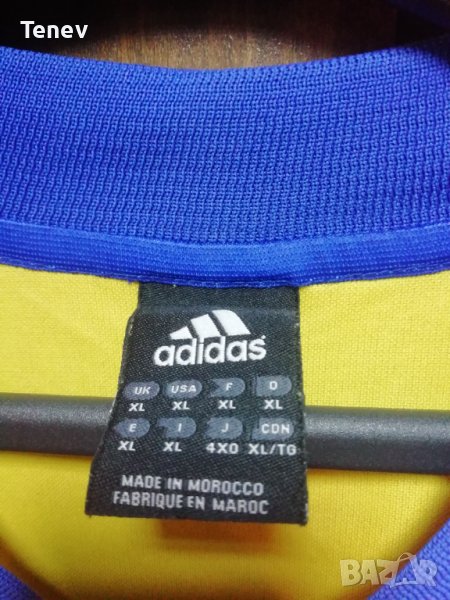 Tenev
adidas
UK USA F D
XL XL XL XL
E I J CDN
XL XL 4XO XL/TG
MADE IN MOROCCO
FABRIQUE EN MAROC
BAZAR